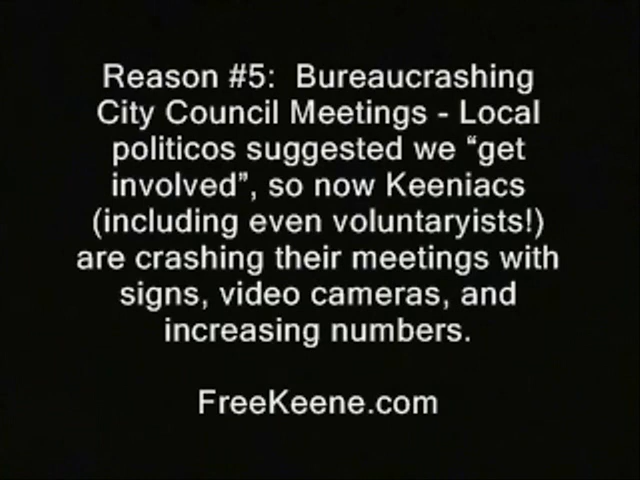 Reason #5:  Bureaucrashing
City Council Meetings - Local
politicos suggested we “get
involved”, so now Keeniacs
(including even voluntaryists!)
are crashing their meetings with
signs, video cameras, and
increasing numbers.
FreeKeene.com